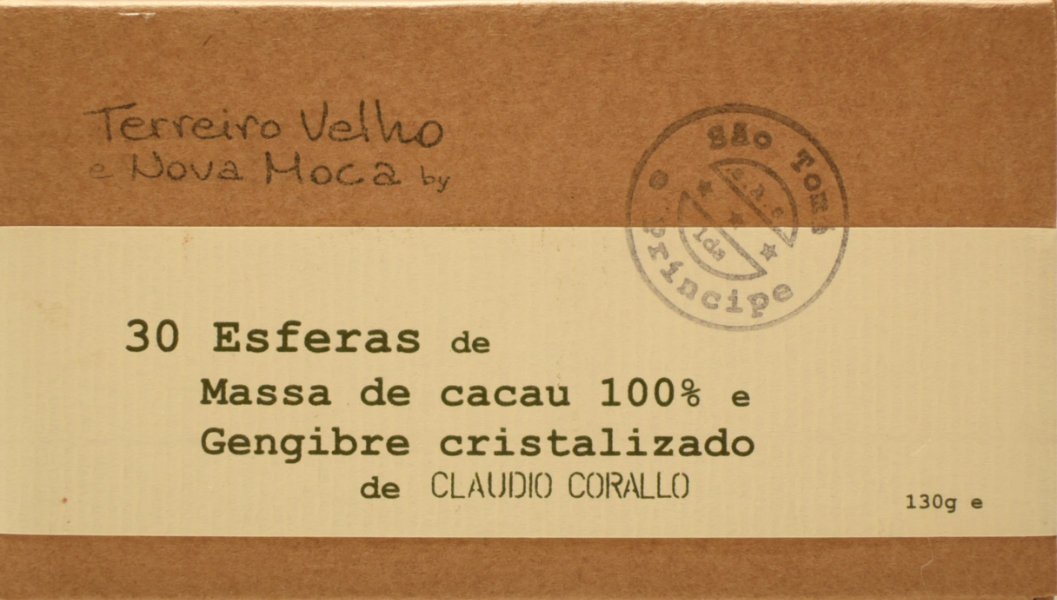 Terreiro Velho
e Nova Moca by
São Tomé
e Príncipe
lda
30 Esferas de
Massa de cacau 100% e
Gengibre cristalizado
de CLAUDIO CORALLO
130g e